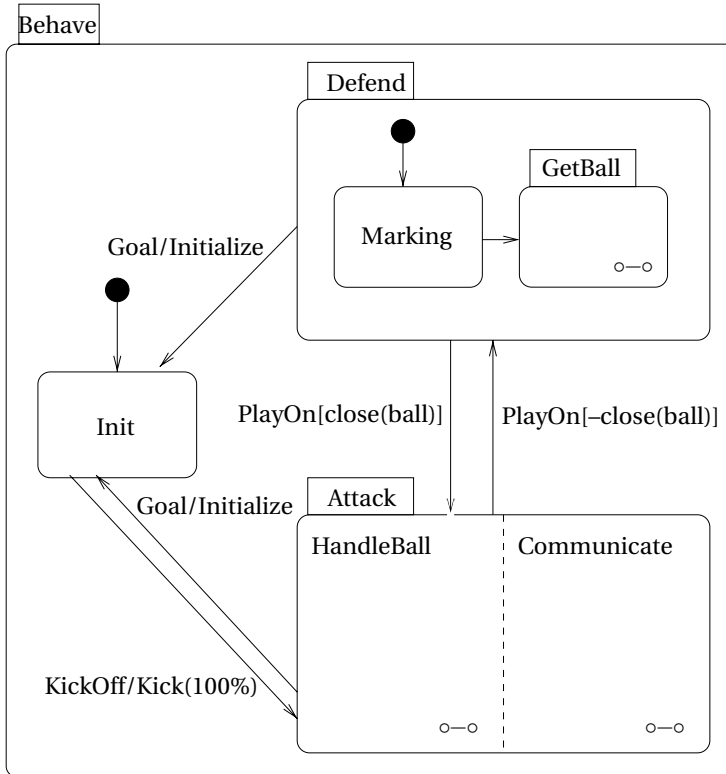 Behave
Defend
GetBall
Marking
Goal/Initialize
Init
PlayOn[close(ball)]
PlayOn[–close(ball)]
Goal/Initialize
Attack
HandleBall
Communicate
KickOff/Kick(100%)